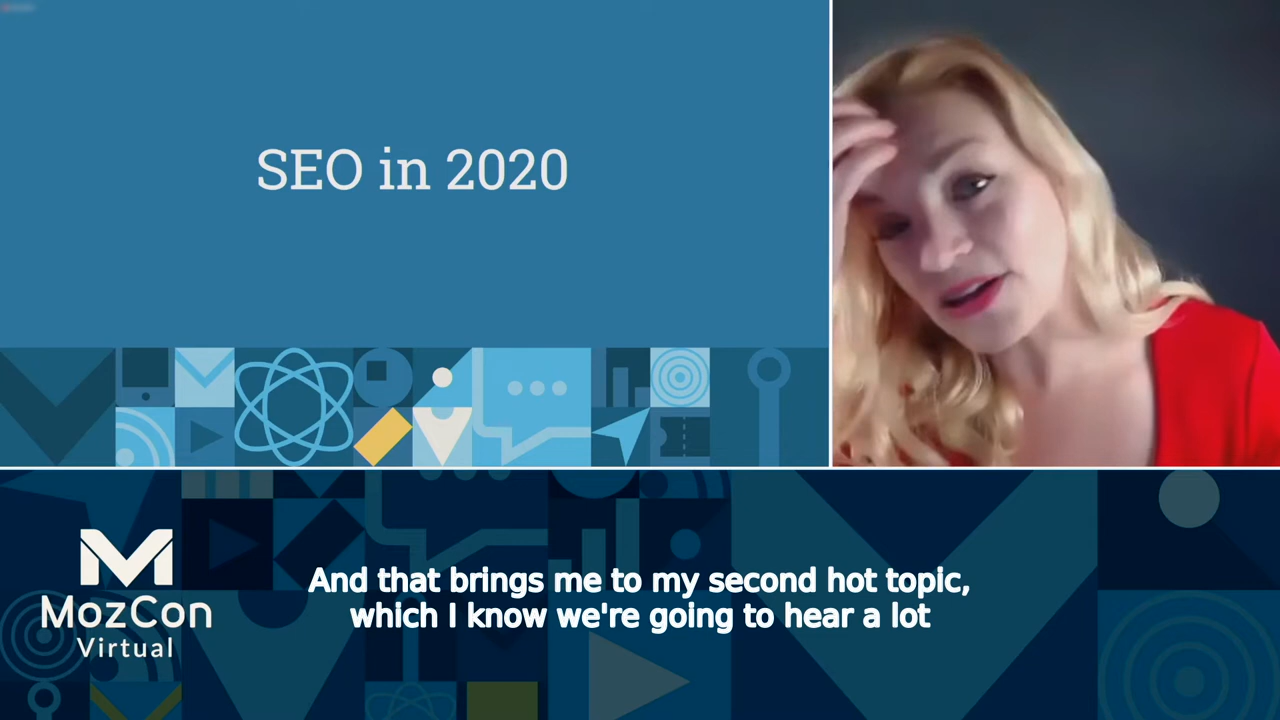 SEO in 2020
MozCon
Virtual
And that brings me to my second hot topic,
which I know we're going to hear a lot